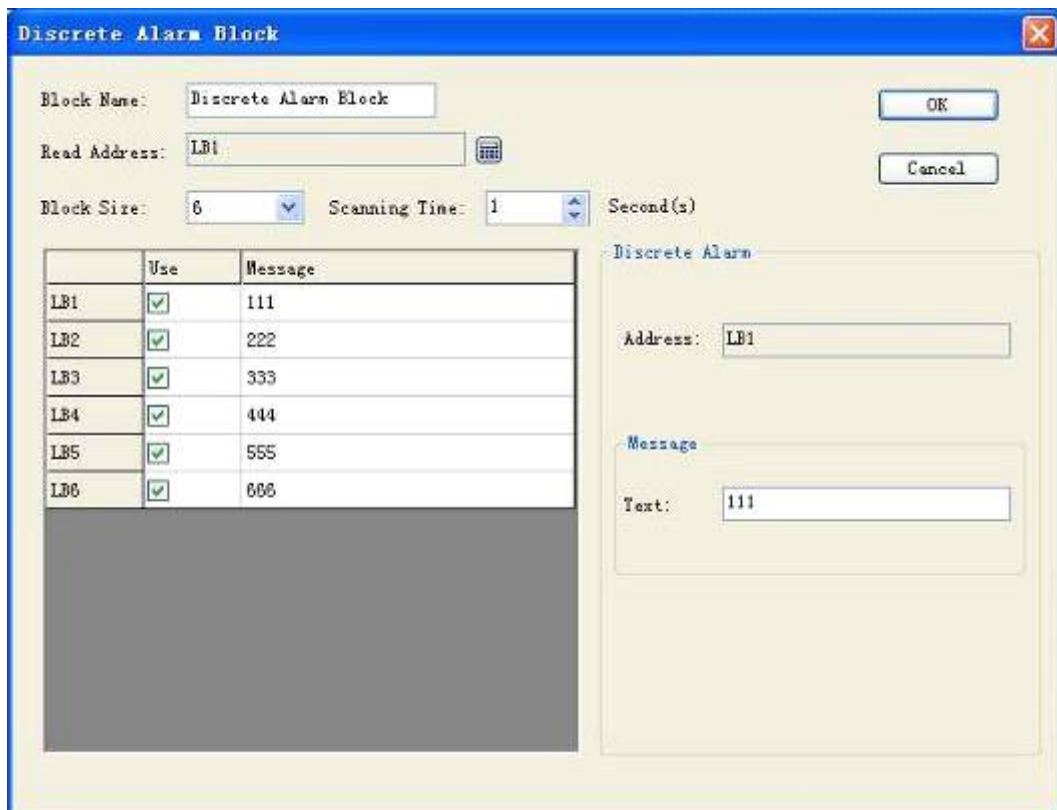 Discrete Alarm Block
Block Name: Discrete Alarm Block
OK
Read Address: LB1
Cancel
Block Size: 6 Scanning Time: 1 Second(s)
Use Message
LB1 111
LB2 222
LB3 333
LB4 444
LB5 555
LB6 666
Discrete Alarm
Address: LB1
Message
Text: 111